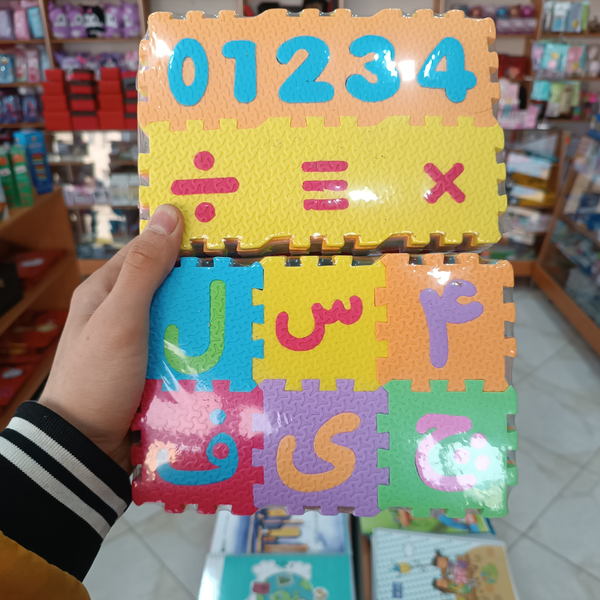 01234
÷ ≡ ×
۴ س ل
ی ف